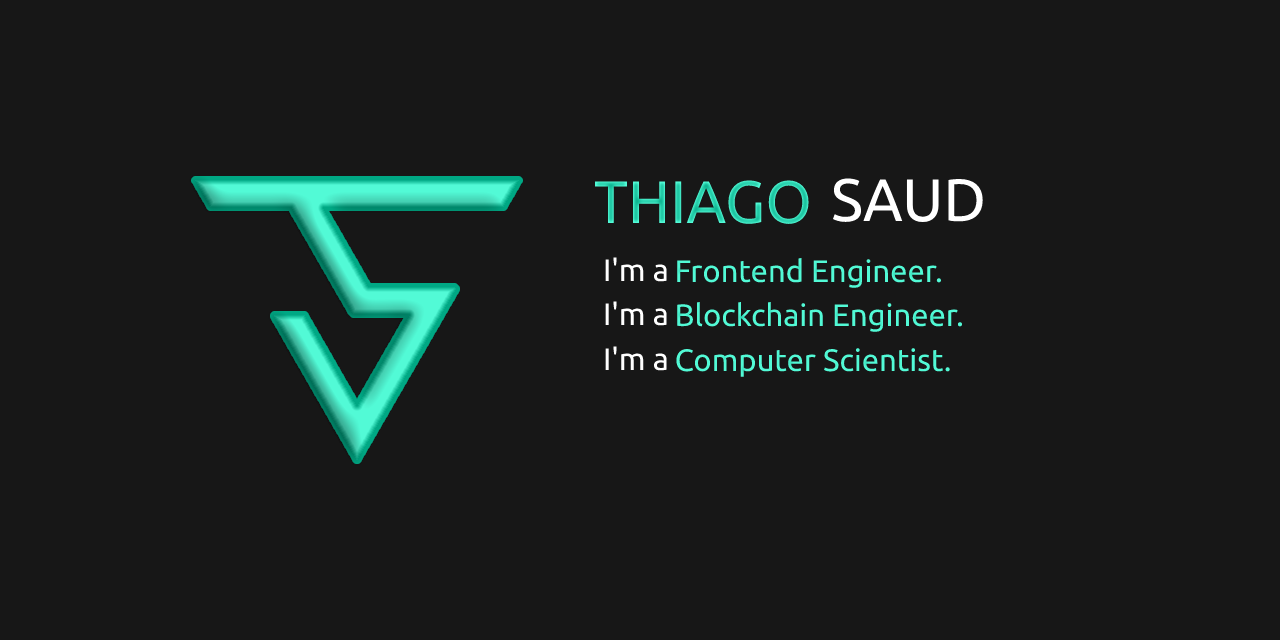 THIAGO SAUD
I'm a Frontend Engineer.
I'm a Blockchain Engineer.
I'm a Computer Scientist.